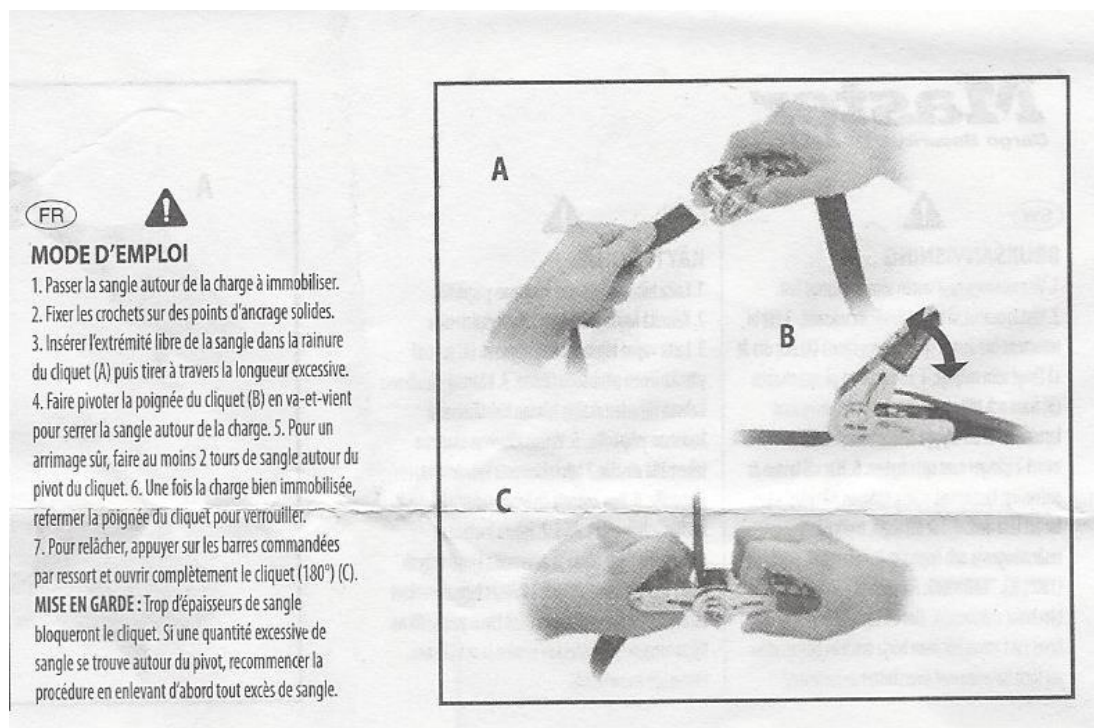 FR
MODE D'EMPLOI
1. Passer la sangle autour de la charge à immobiliser.
2. Fixer les crochets sur des points d'ancrage solides.
3. Insérer l'extrémité libre de la sangle dans la rainure
du cliquet (A) puis tirer à travers la longueur excessive.
4. Faire pivoter la poignée du cliquet (B) en va-et-vient
pour serrer la sangle autour de la charge. 5. Pour un
arrimage sûr, faire au moins 2 tours de sangle autour du
pivot du cliquet. 6. Une fois la charge bien immobilisée,
refermer la poignée du cliquet pour verrouiller.
7. Pour relâcher, appuyer sur les barres commandées
par ressort et ouvrir complètement le cliquet (180°) (C).
MISE EN GARDE : Trop d'épaisseurs de sangle
bloqueront le cliquet. Si une quantité excessive de
sangle se trouve autour du pivot, recommencer la
procédure en enlevant d'abord tout excès de sangle.
A
B
C